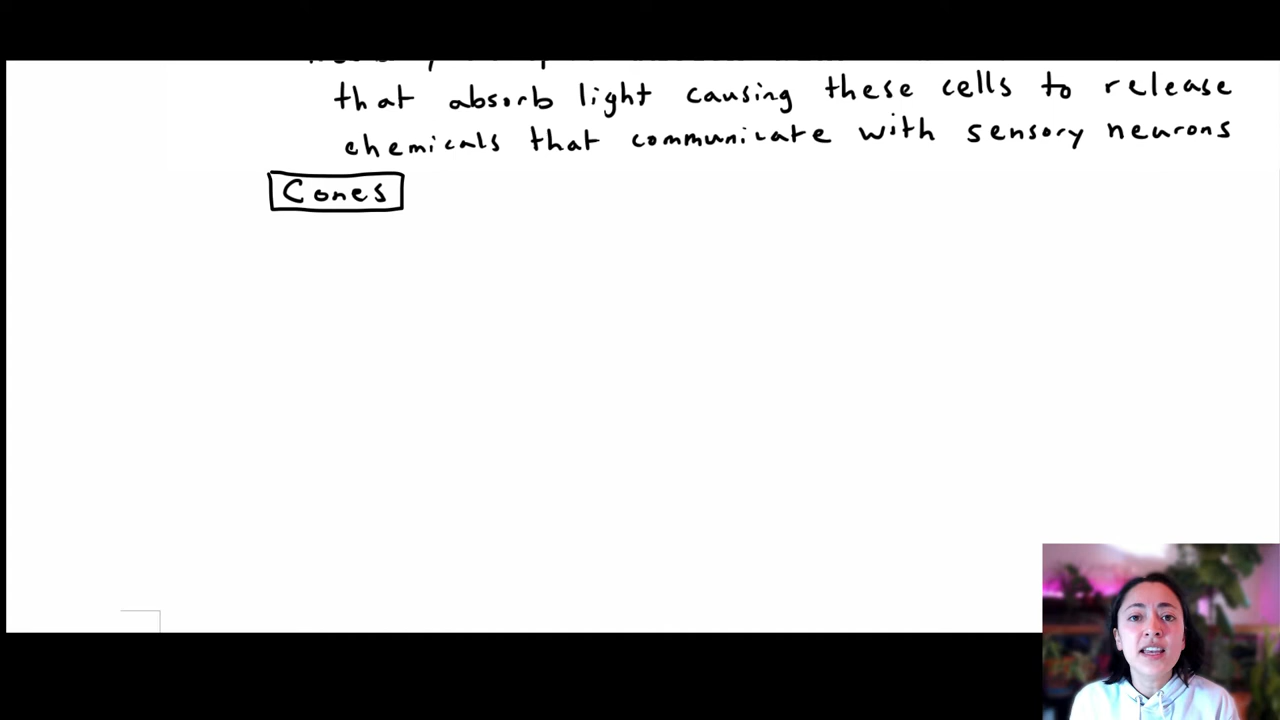 that absorb light causing these cells to release
chemicals that communicate with sensory neurons
Cones